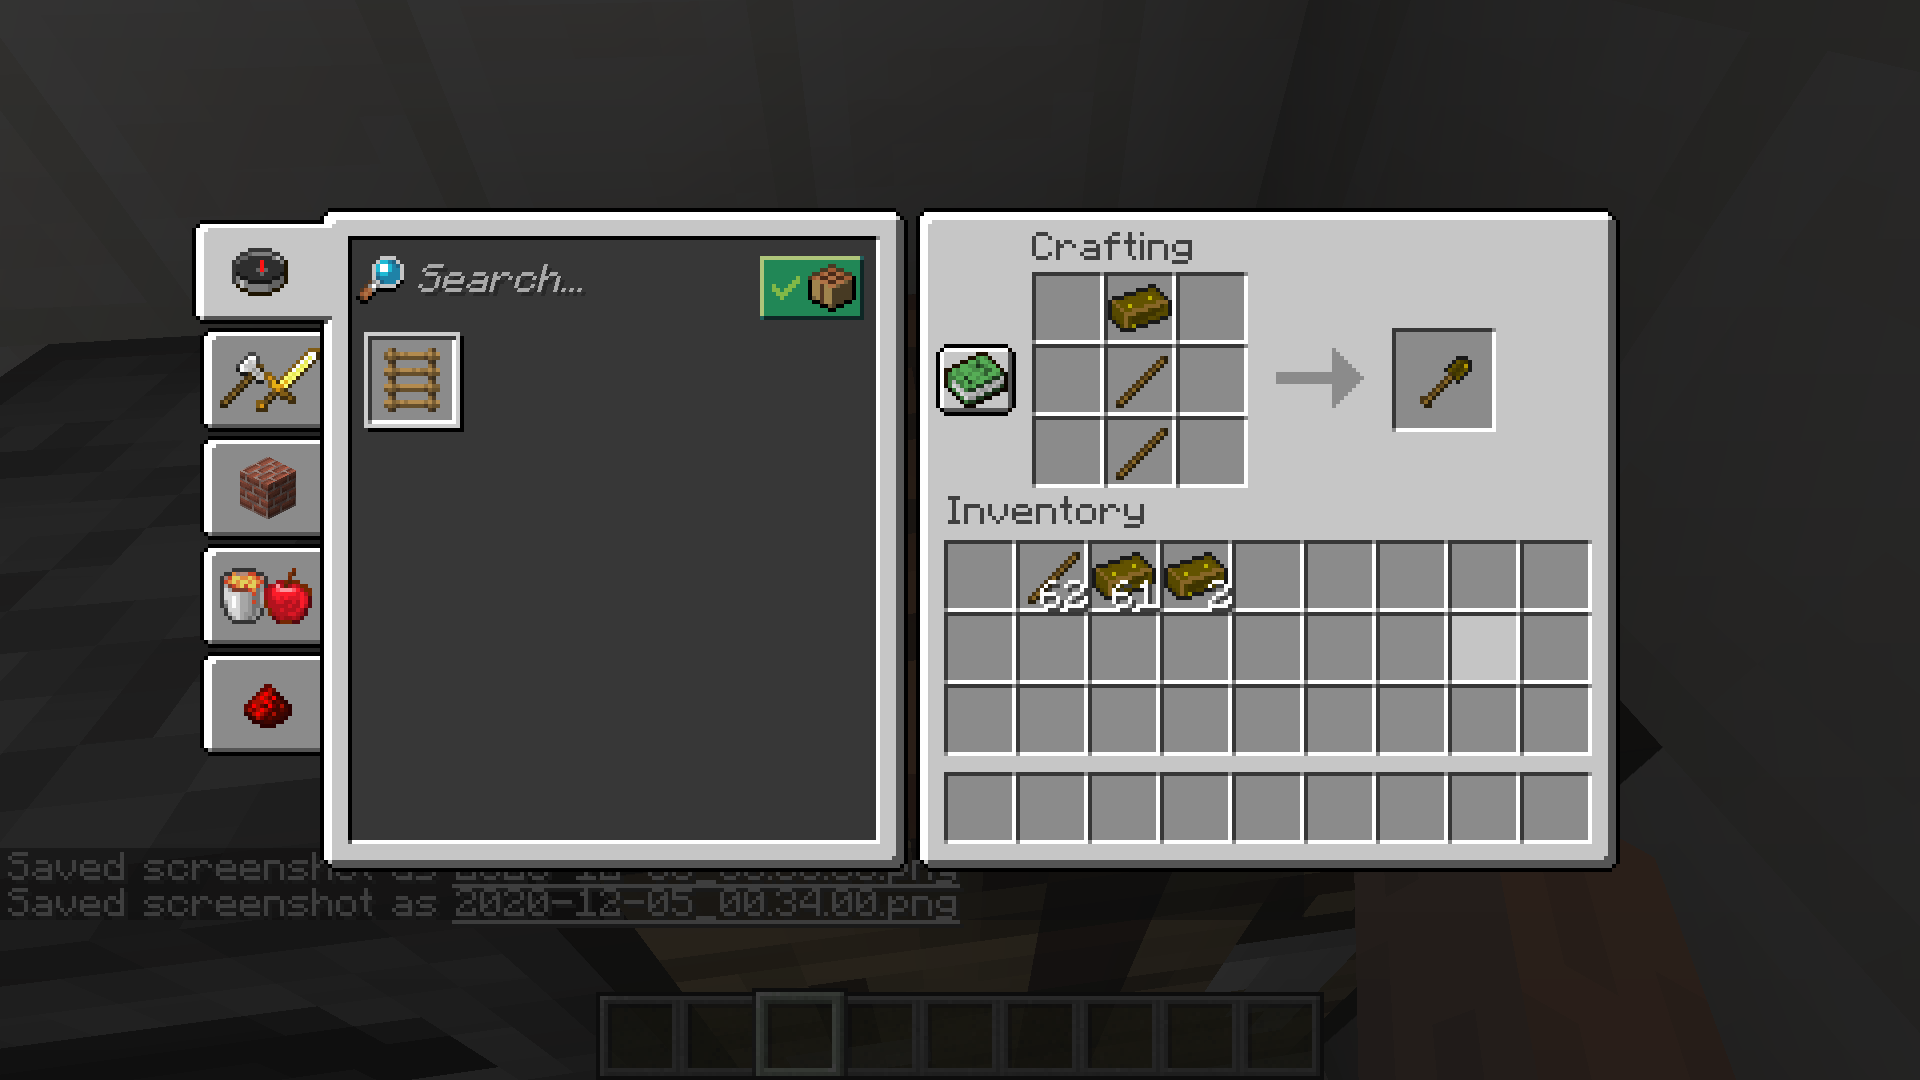 Search...
Crafting
Inventory
62
61
2
Saved screenshot as
Saved screenshot as 2020-12-05_00.34.00.png